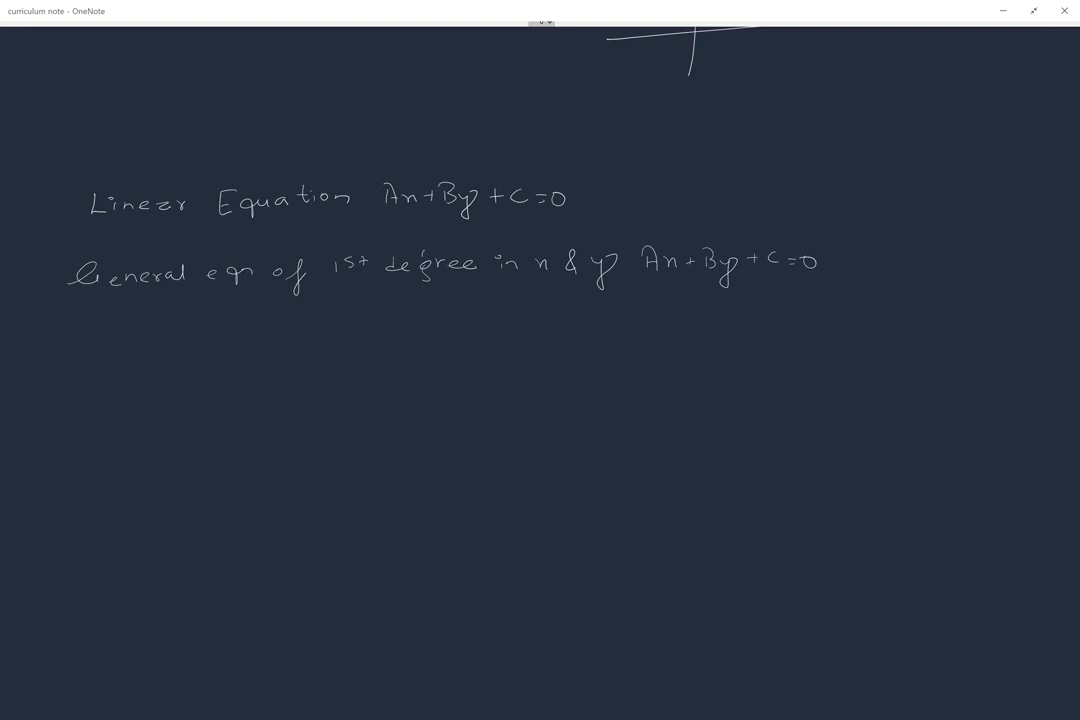 curriculum note - OneNote
Linear Equation Ax+By+C=0
General eqn of 1st degree in x & y Ax+By+C=0